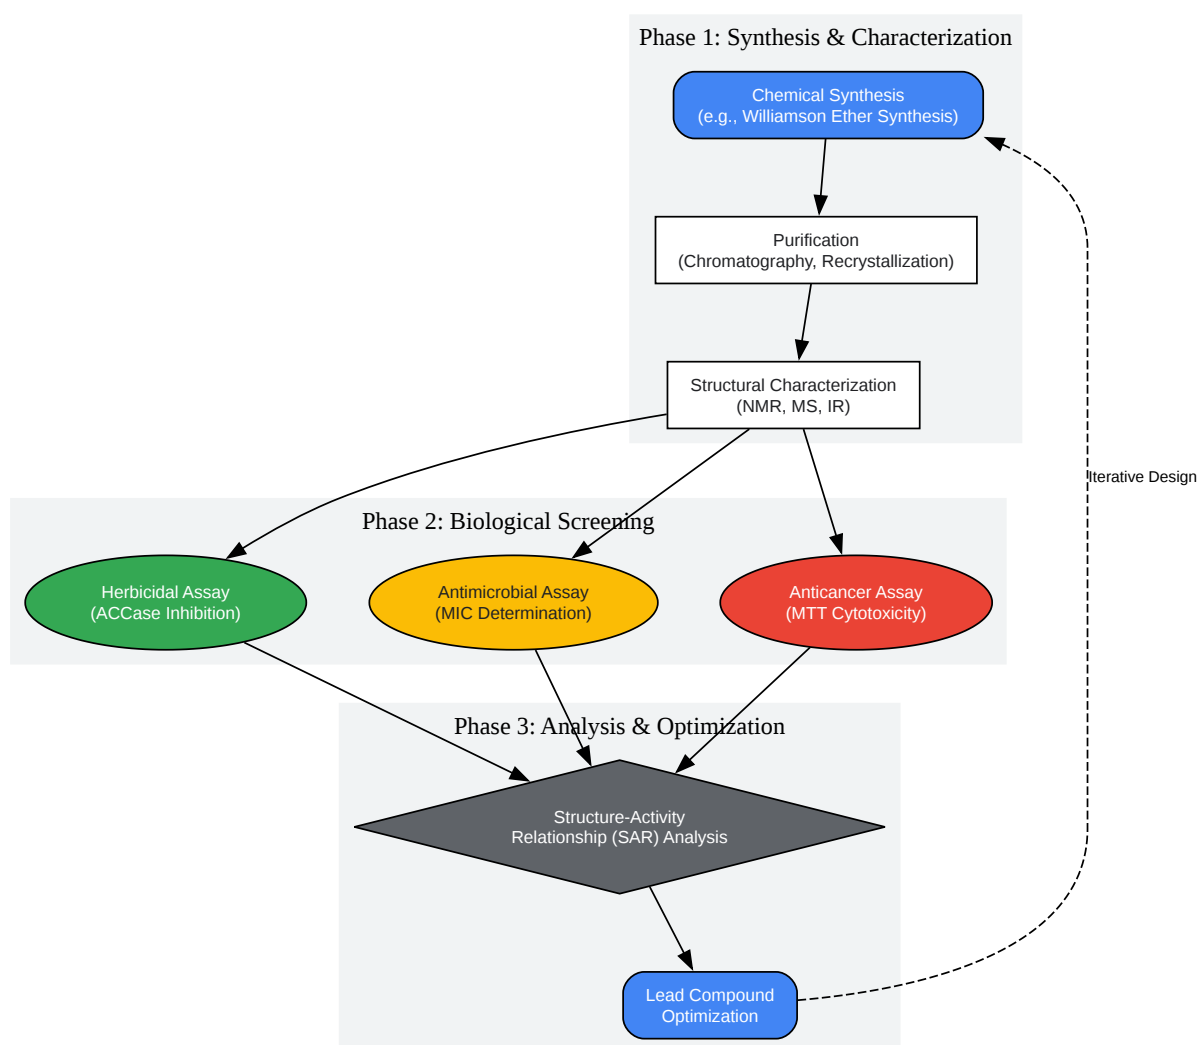 Phase 1: Synthesis & Characterization
Chemical Synthesis
(e.g., Williamson Ether Synthesis)
Purification
(Chromatography, Recrystallization)
Structural Characterization
(NMR, MS, IR)
Iterative Design
Phase 2: Biological Screening
Herbicidal Assay
(ACCase Inhibition)
Antimicrobial Assay
(MIC Determination)
Anticancer Assay
(MTT Cytotoxicity)
Phase 3: Analysis & Optimization
Structure-Activity
Relationship (SAR) Analysis
Lead Compound
Optimization